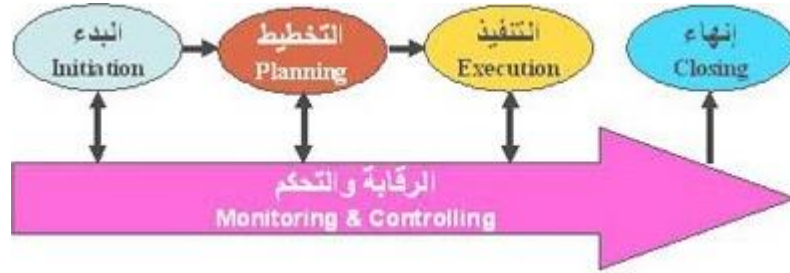 البدء
Initiation
التخطيط
Planning
التنفيذ
Execution
إنهاء
Closing
الرقابة والتحكم
Monitoring & Controlling